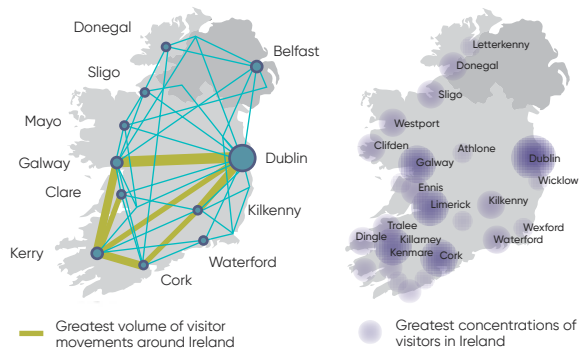 Donegal
Belfast
Sligo
Mayo
Galway
Dublin
Clare
Kilkenny
Kerry
Waterford
Cork
Greatest volume of visitor
movements around Ireland
Letterkenny
Donegal
Sligo
Westport
Clifden
Athlone
Galway
Dublin
Wicklow
Ennis
Limerick
Kilkenny
Tralee
Wexford
Dingle
Killarney
Waterford
Kenmare
Cork
Greatest concentrations of
visitors in Ireland